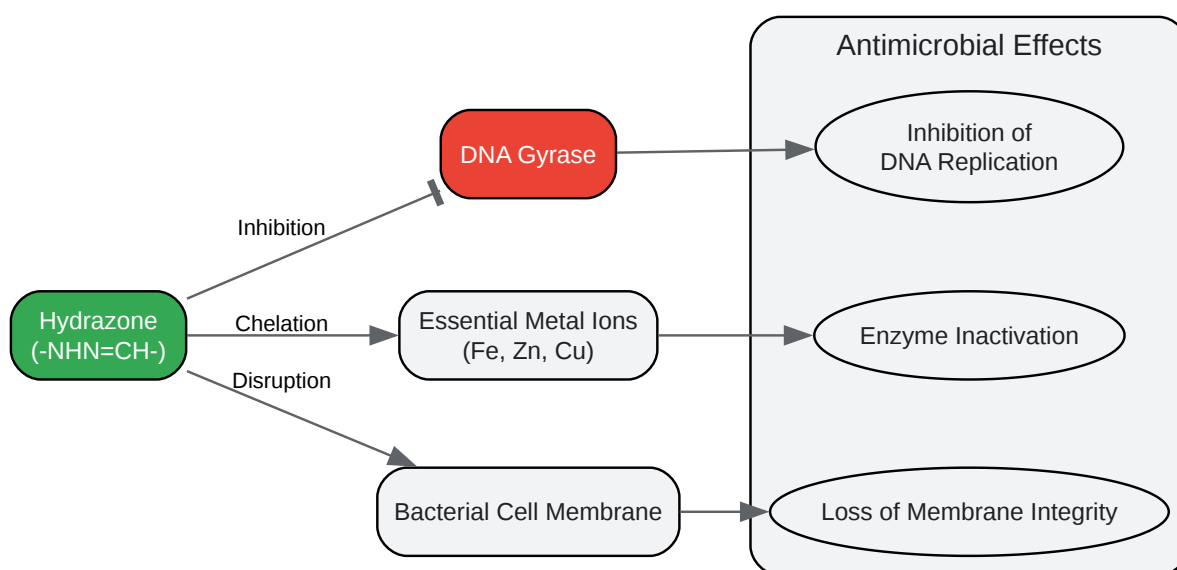 Antimicrobial Effects
DNA Gyrase
Inhibition of
DNA Replication
Inhibition
Hydrazone
(-NHN=CH-)
Chelation
Essential Metal Ions
(Fe, Zn, Cu)
Enzyme Inactivation
Disruption
Bacterial Cell Membrane
Loss of Membrane Integrity